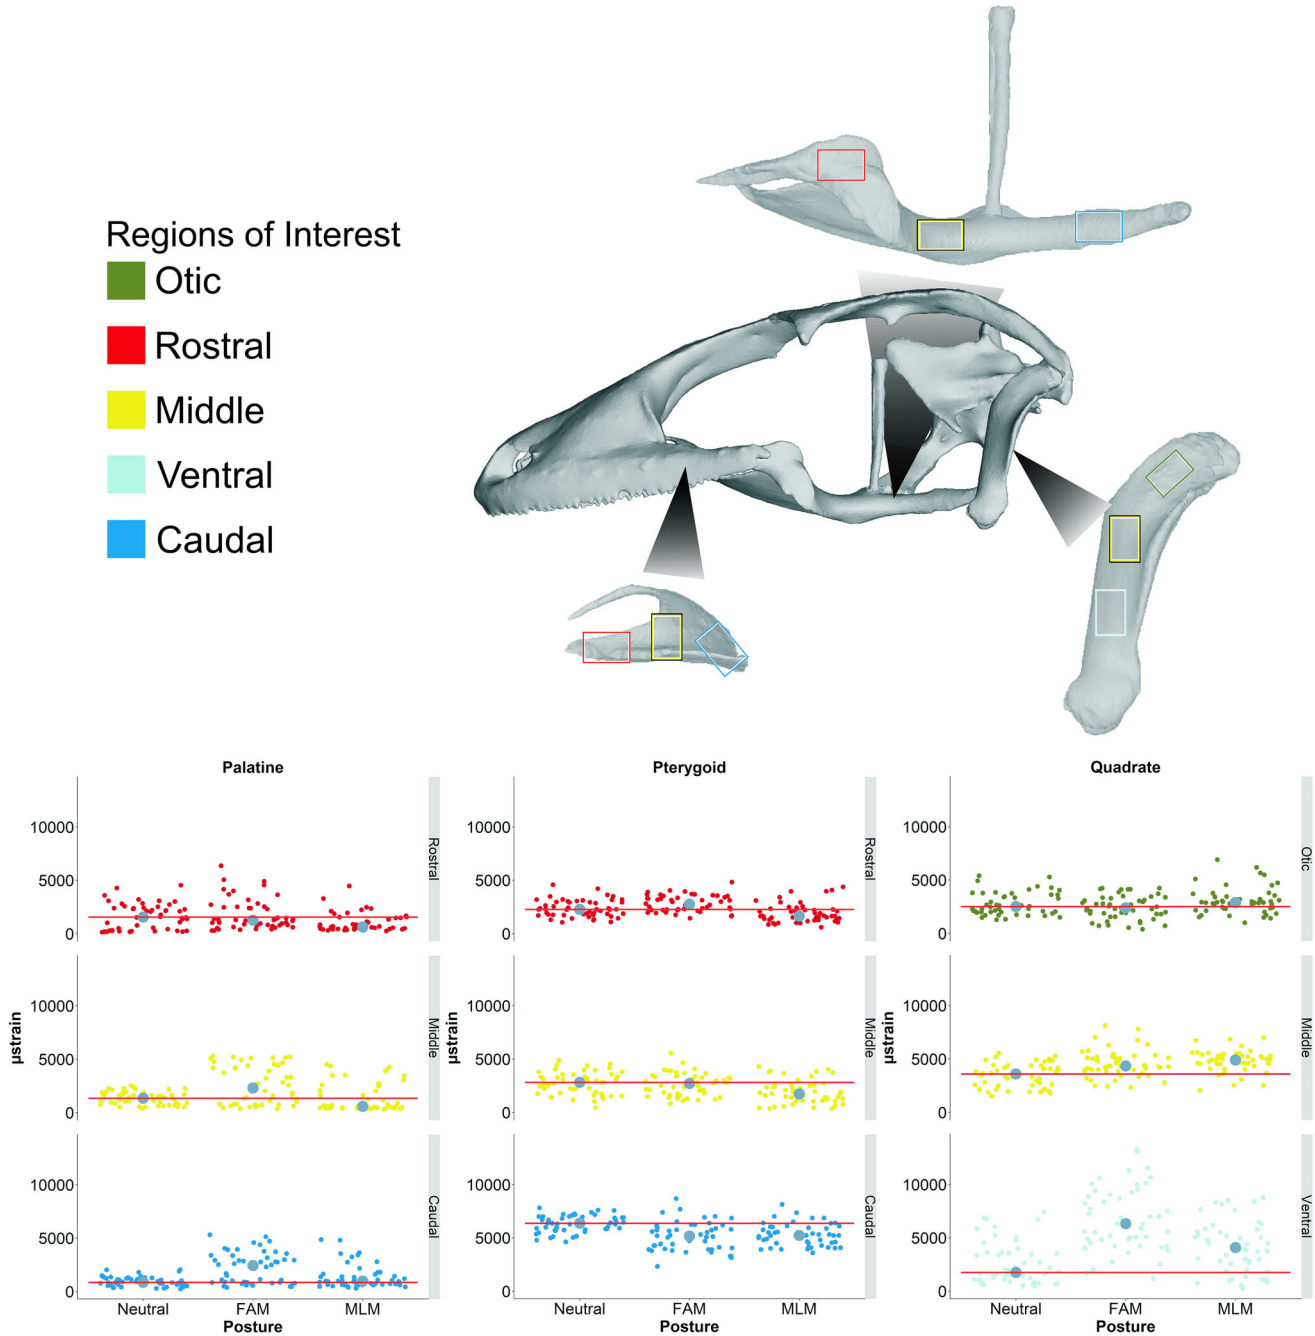 Regions of Interest
Otic
Rostral
Middle
Ventral
Caudal
Palatine
Pterygoid
Quadrate
10000
5000
0
Rostral
10000
5000
0
Rostral
10000
5000
0
Otic
µstrain
10000
5000
0
Middle
µstrain
10000
5000
0
Middle
µstrain
10000
5000
0
Middle
10000
5000
0
Caudal
10000
5000
0
Caudal
10000
5000
0
Ventral
Neutral FAM MLM
Posture
Neutral FAM MLM
Posture
Neutral FAM MLM
Posture